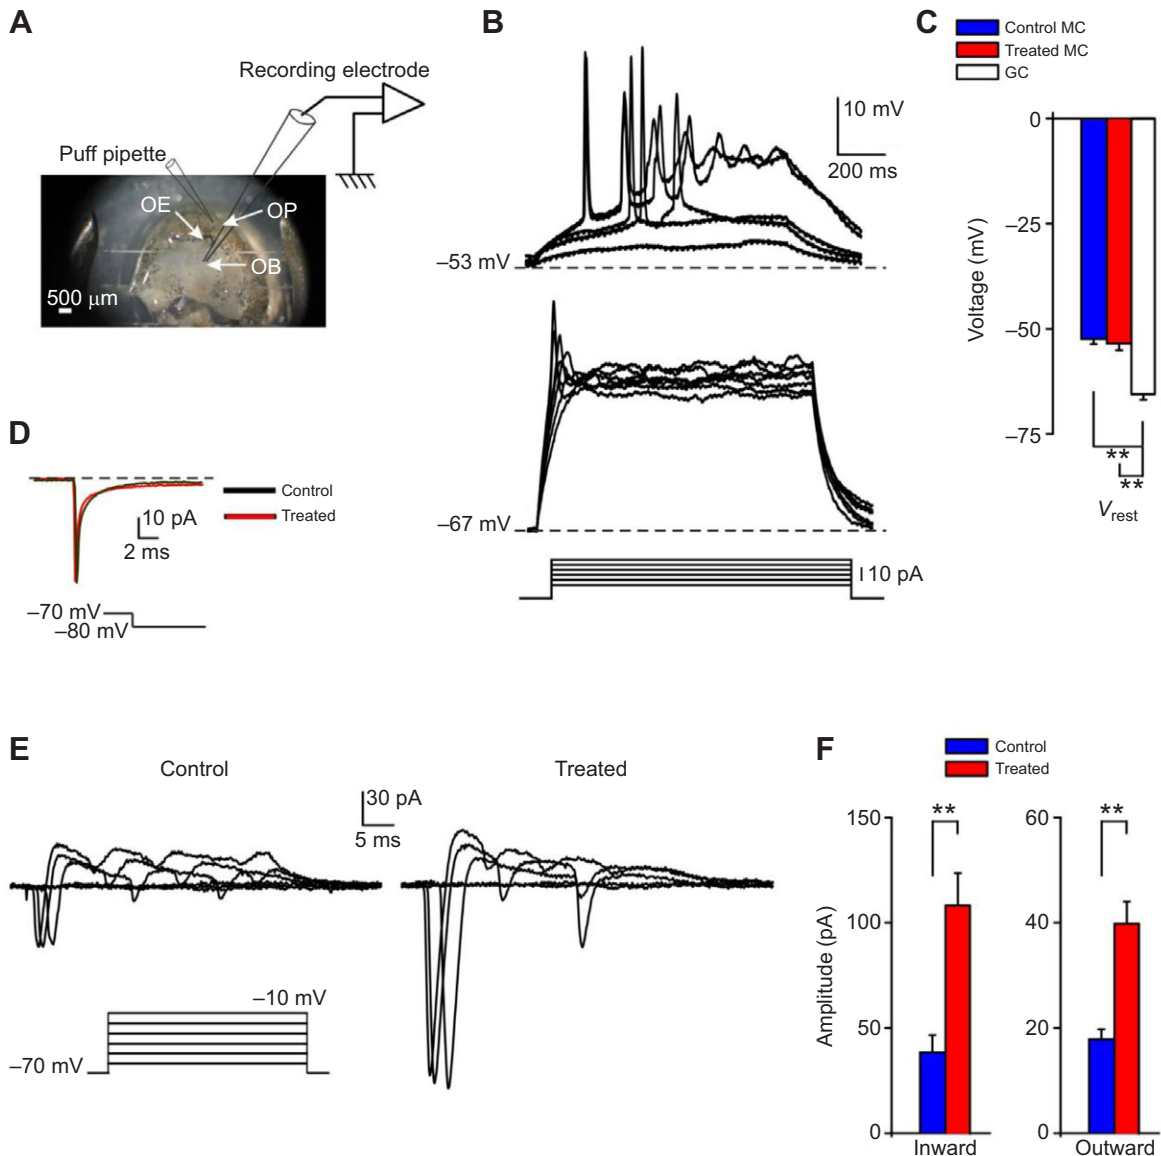 A
Recording electrode
Puff pipette
OE
OP
OB
500 μm
B
10 mV
200 ms
–53 mV
–67 mV
10 pA
C
Control MC
Treated MC
GC
0
–25
–50
–75
Voltage (mV)
**
**
Vrest
D
Control
Treated
10 pA
2 ms
–70 mV
–80 mV
E
Control
Treated
30 pA
5 ms
–10 mV
–70 mV
F
Control
Treated
150
100
50
0
Amplitude (pA)
**
Inward
60
40
20
0
**
Outward